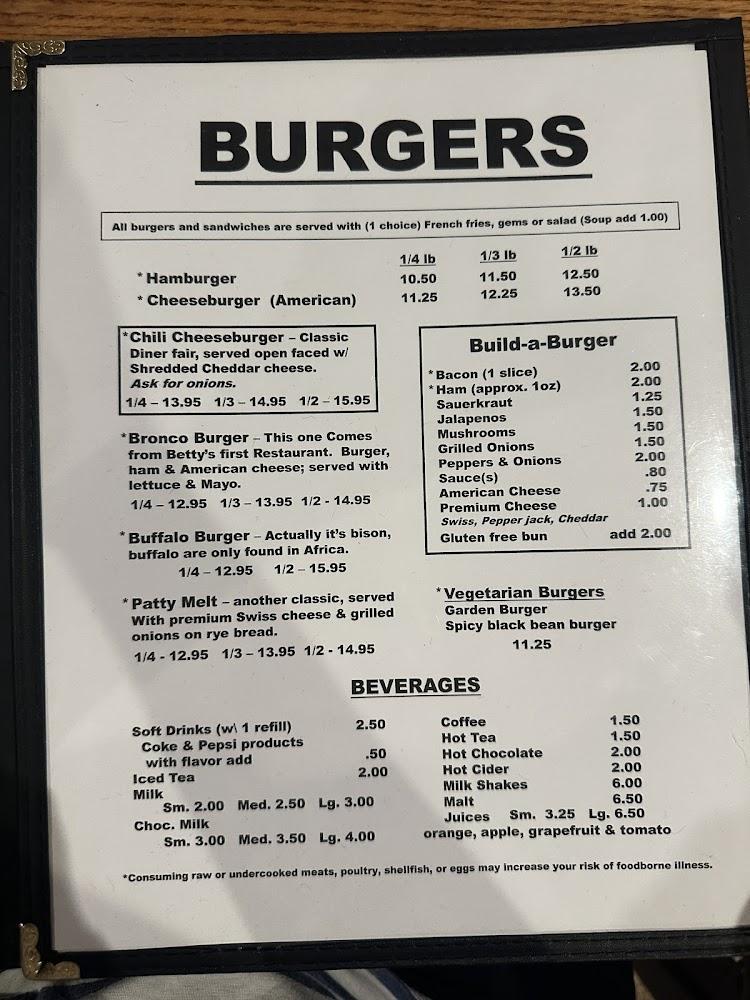 BURGERS
All burgers and sandwiches are served with (1 choice) French fries, gems or salad (Soup add 1.00)
1/4 lb 1/3 lb 1/2 lb
* Hamburger 10.50 11.50 12.50
* Cheeseburger (American) 11.25 12.25 13.50
*Chili Cheeseburger – Classic
Diner fair, served open faced w/
Shredded Cheddar cheese.
Ask for onions.
1/4 – 13.95 1/3 – 14.95 1/2 – 15.95
*Bronco Burger – This one Comes
from Betty's first Restaurant. Burger,
ham & American cheese; served with
lettuce & Mayo.
1/4 – 12.95 1/3 – 13.95 1/2 - 14.95
*Buffalo Burger – Actually it's bison,
buffalo are only found in Africa.
1/4 – 12.95 1/2 – 15.95
*Patty Melt – another classic, served
With premium Swiss cheese & grilled
onions on rye bread.
1/4 - 12.95 1/3 – 13.95 1/2 - 14.95
Build-a-Burger
*Bacon (1 slice) 2.00
*Ham (approx. 1oz) 2.00
Sauerkraut 1.25
Jalapenos 1.50
Mushrooms 1.50
Grilled Onions 1.50
Peppers & Onions 2.00
Sauce(s) .80
American Cheese .75
Premium Cheese 1.00
Swiss, Pepper jack, Cheddar
Gluten free bun add 2.00
*Vegetarian Burgers
Garden Burger
Spicy black bean burger
11.25
BEVERAGES
Soft Drinks (w\ 1 refill) 2.50
Coke & Pepsi products
with flavor add .50
Iced Tea 2.00
Milk
Sm. 2.00 Med. 2.50 Lg. 3.00
Choc. Milk
Sm. 3.00 Med. 3.50 Lg. 4.00
Coffee 1.50
Hot Tea 1.50
Hot Chocolate 2.00
Hot Cider 2.00
Milk Shakes 6.00
Malt 6.50
Juices Sm. 3.25 Lg. 6.50
orange, apple, grapefruit & tomato
*Consuming raw or undercooked meats, poultry, shellfish, or eggs may increase your risk of foodborne illness.